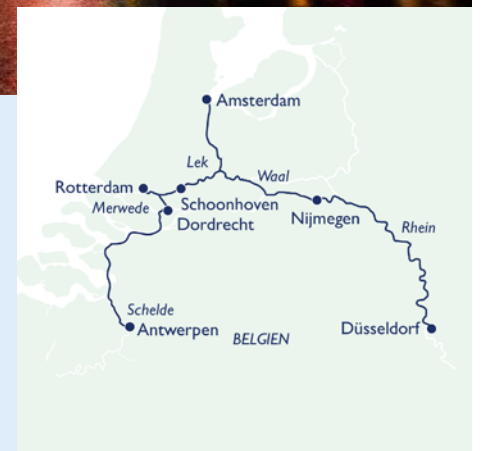 Amsterdam
Lek
Waal
Rotterdam
Schoonhoven
Merwede
Dordrecht
Nijmegen
Rhein
Schelde
Antwerpen
BELGIEN
Düsseldorf